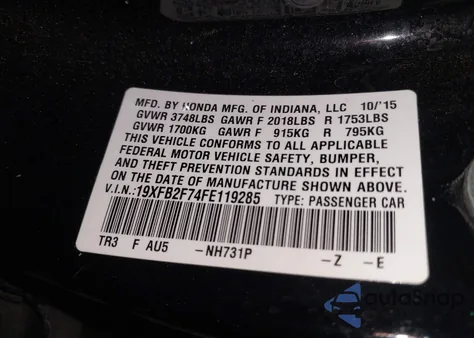 MFD. BY HONDA MFG. OF INDIANA, LLC 10/'15
GVWR 3748LBS GAWR F 2018LBS R 1753LBS
GVWR 1700KG GAWR F 915KG R 795KG
THIS VEHICLE CONFORMS TO ALL APPLICABLE
FEDERAL MOTOR VEHICLE SAFETY, BUMPER,
AND THEFT PREVENTION STANDARDS IN EFFECT
ON THE DATE OF MANUFACTURE SHOWN ABOVE.
V.I.N.: 19XFB2F74FE119285 TYPE: PASSENGER CAR
TR3 F AU5 -NH731P -Z -E
autoSnap